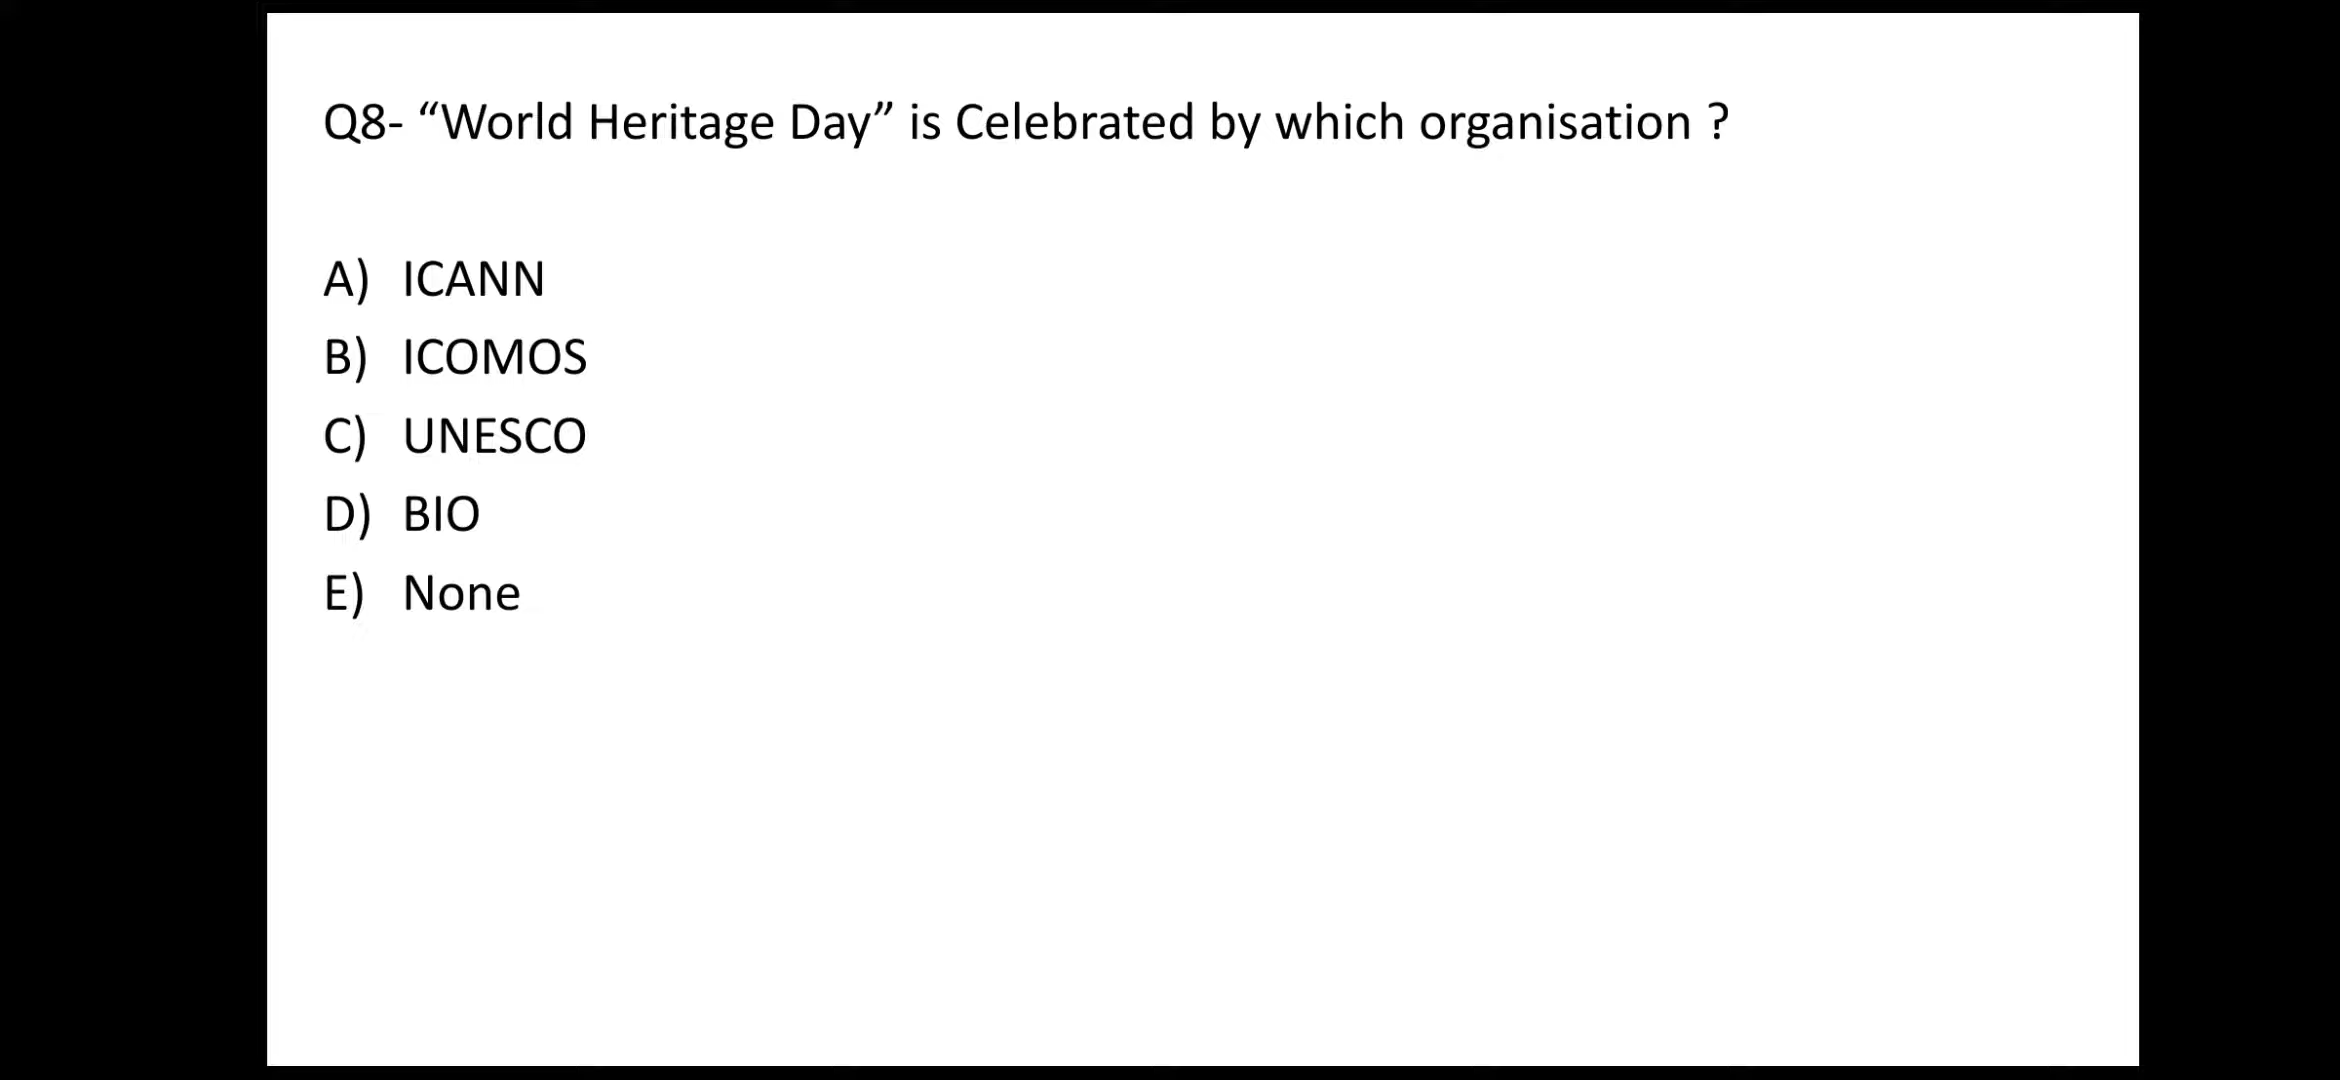 Q8- “World Heritage Day” is Celebrated by which organisation ?
A) ICANN
B) ICOMOS
C) UNESCO
D) BIO
E) None